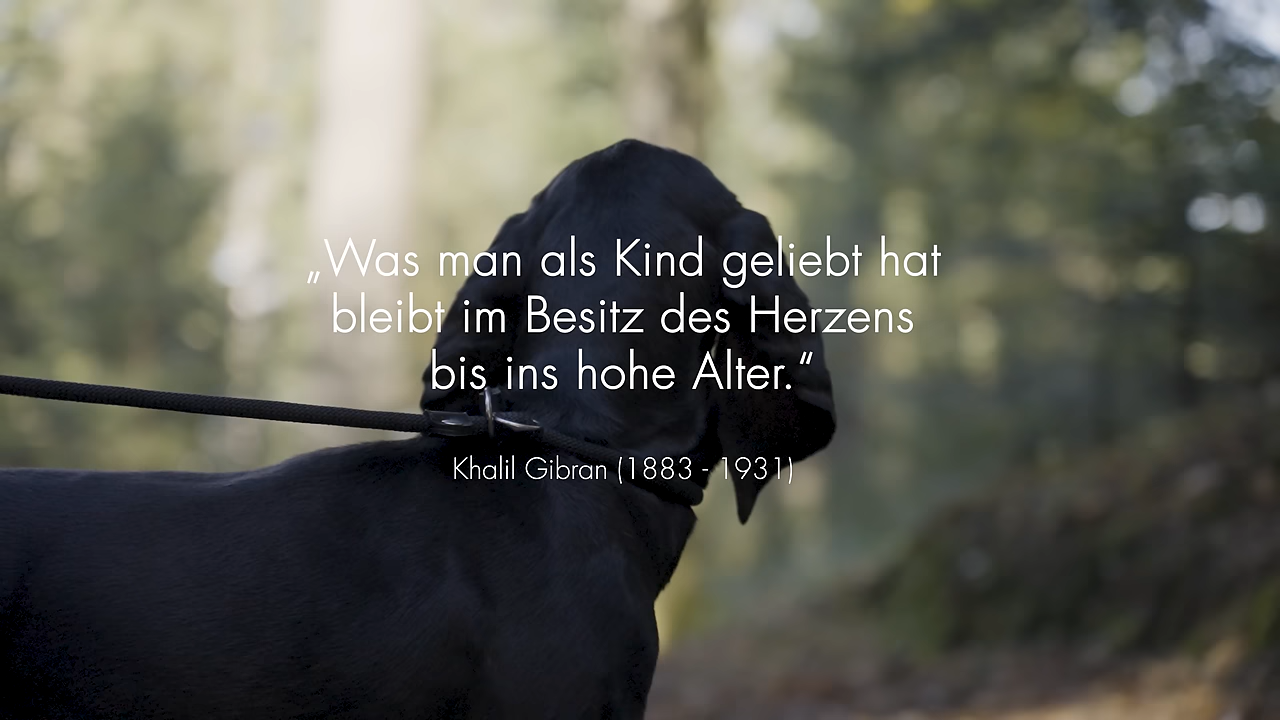 „Was man als Kind geliebt hat
bleibt im Besitz des Herzens
bis ins hohe Alter.“
Khalil Gibran (1883 - 1931)